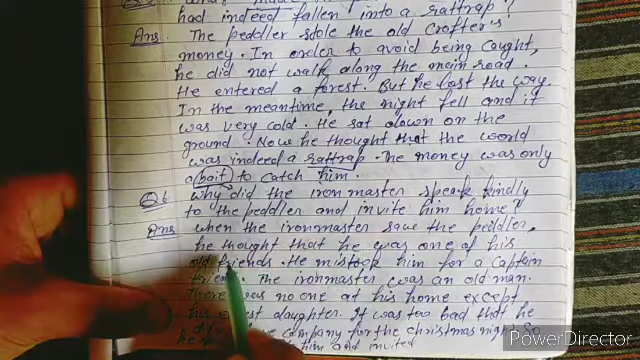 had indeed fallen into a rattrap?
Ans. The peddler stole the old crofter's
money. In order to avoid being caught,
he did not walk along the main road.
He entered a forest. But he lost the way.
In the meantime, the night fell and it
was very cold. He sat down on the
ground. Now he thought that the world
was indeed a rattrap. The money was only
a bait to catch him.
Q6 Why did the iron master speak kindly
to the peddler and invite him home?
Ans when the ironmaster saw the peddler,
he thought that he was one of his
old friends. He mistook him for a captain
The ironmaster was an old man.
There was no one at his home except
his daughter. It was too bad that he
company for the christmas night. So
him and invited
PowerDirector